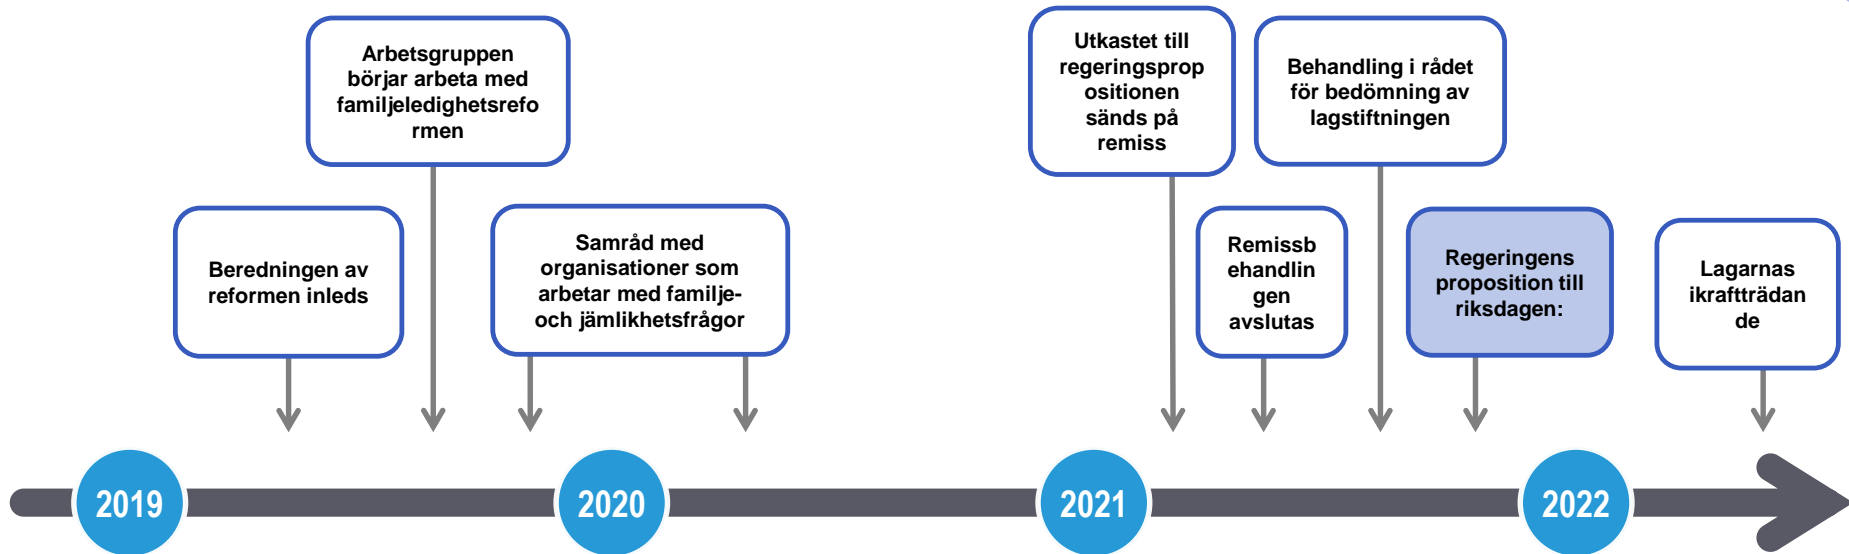 Arbetsgruppen
börjar arbeta med
familjeledighetsrefo
rmen
Beredningen av
reformen inleds
Samråd med
organisationer som
arbetar med familje-
och jämlikhetsfrågor
Utkastet till
regeringsprop
ositionen
sänds på
remiss
Remissb
ehandlin
gen
avslutas
Behandling i rådet
för bedömning av
lagstiftningen
Regeringens
proposition till
riksdagen:
Lagarnas
ikraftträdan
de
2019
2020
2021
2022